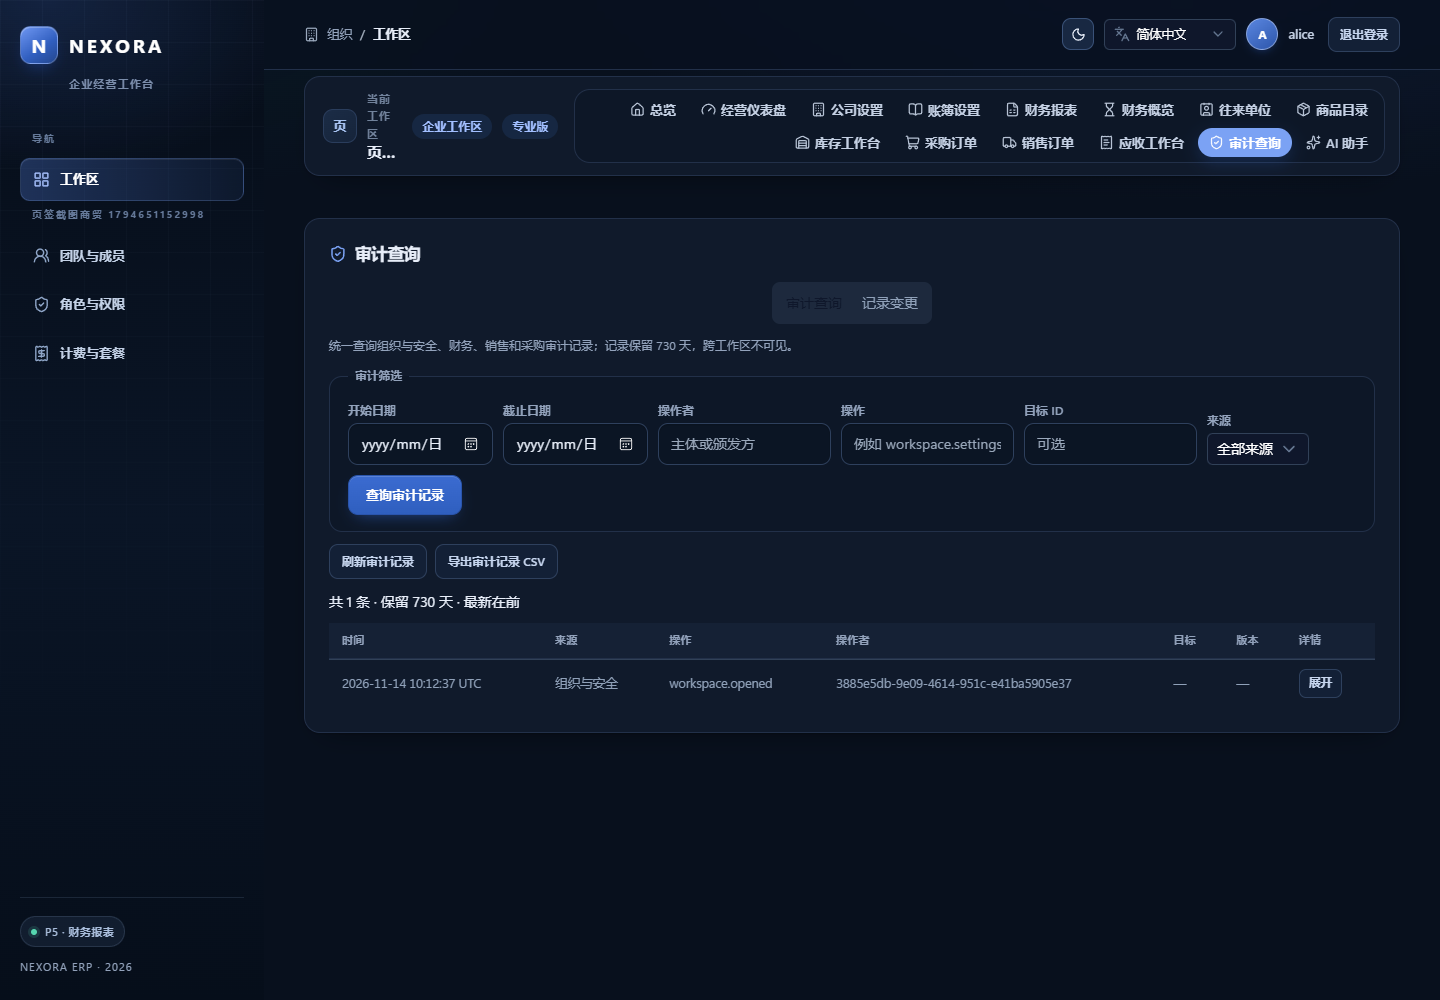 N NEXORA
企业经营工作台
导航
工作区
页签截图商贸 1794651152998
团队与成员
角色与权限
计费与套餐
P5 · 财务报表
NEXORA ERP · 2026
组织 / 工作区
简体中文
A alice
退出登录
页
当前工作区
页...
企业工作区
专业版
总览
经营仪表盘
公司设置
账簿设置
财务报表
财务概览
往来单位
商品目录
库存工作台
采购订单
销售订单
应收工作台
审计查询
AI 助手
审计查询
审计查询 记录变更
统一查询组织与安全、财务、销售和采购审计记录；记录保留 730 天，跨工作区不可见。
审计筛选
开始日期 截止日期 操作者 操作 目标 ID 来源
yyyy/mm/日 yyyy/mm/日 主体或颁发方 例如 workspace.settings 可选 全部来源
查询审计记录
刷新审计记录 导出审计记录 CSV
共 1 条 · 保留 730 天 · 最新在前
时间 来源 操作 操作者 目标 版本 详情
2026-11-14 10:12:37 UTC 组织与安全 workspace.opened 3885e5db-9e09-4614-951c-e41ba5905e37 — — 展开